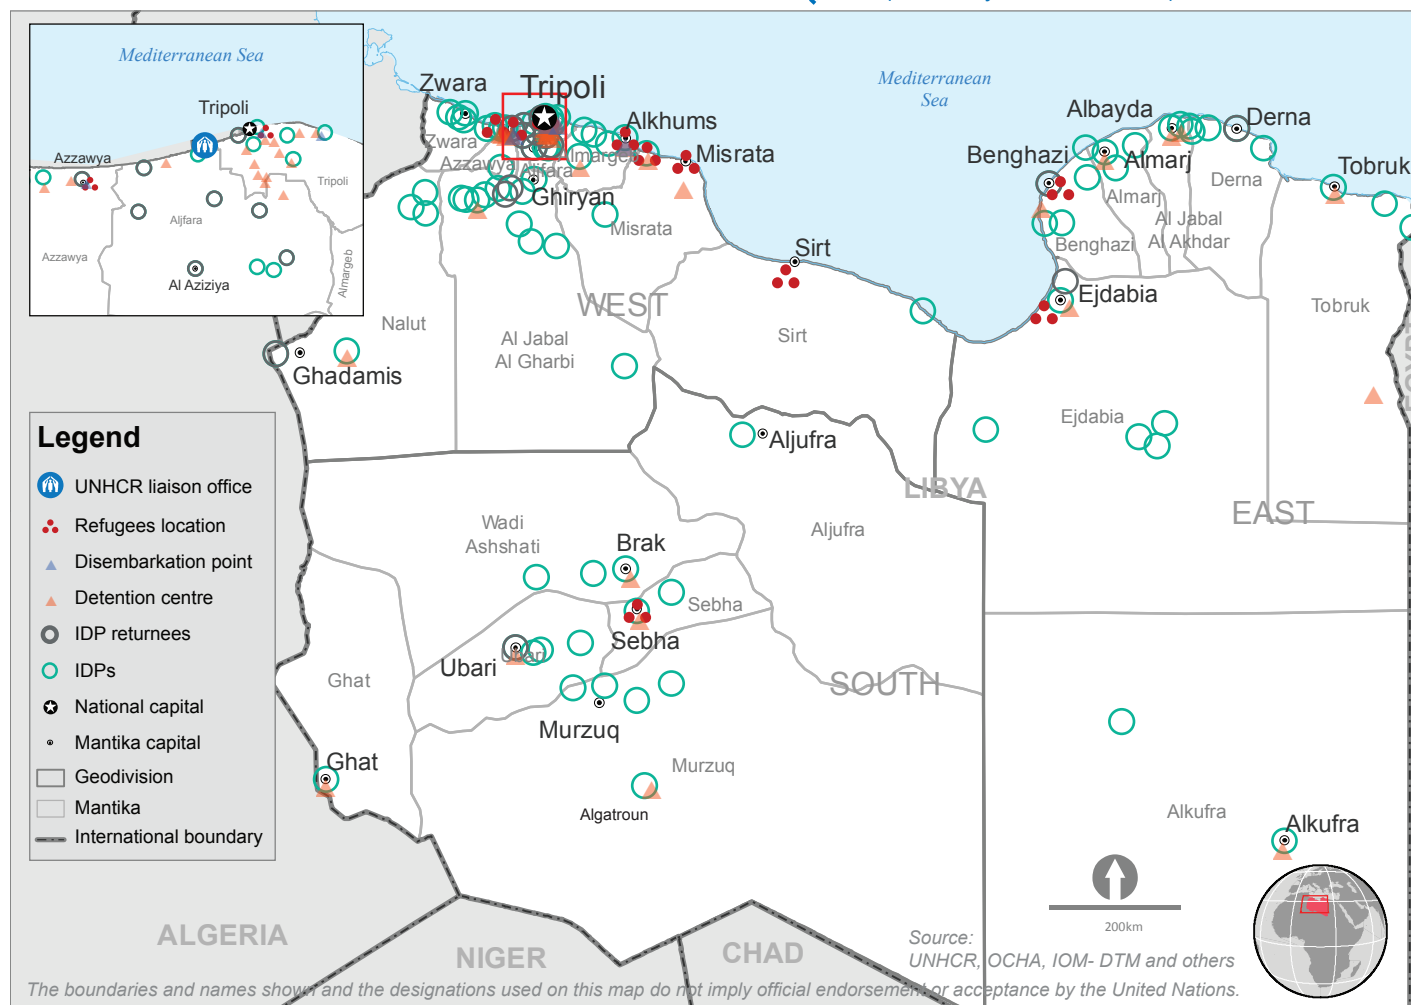 Mediterranean Sea
Tripoli
Azzawya
Tripoli
Aljfara
Azzawya
Al Aziziya
Almargeb
Mediterranean
Sea
Zwara
Tripoli
Alkhums
Misrata
Zwara
Azzawya
Aljfara
Almargeb
Ghiryan
Misrata
Albayda
Derna
Benghazi
Almarj
Tobruk
Derna
Almarj
Al Jabal
Al Akhdar
Benghazi
Sirt
Ejdabia
WEST
Nalut
Al Jabal
Al Gharbi
Sirt
Tobruk
Ghadamis
Ejdabia
Aljufra
LIBYA
EAST
Legend
UNHCR liaison office
Refugees location
Disembarkation point
Detention centre
IDP returnees
IDPs
National capital
Mantika capital
Geodivision
Mantika
International boundary
Wadi
Ashshati
Brak
Aljufra
Sebha
Sebha
Ubari
Ubari
Ghat
SOUTH
Murzuq
Ghat
Murzuq
Algatroun
Alkufra
Alkufra
200km
ALGERIA
NIGER
CHAD
Source:
UNHCR, OCHA, IOM- DTM and others
The boundaries and names shown and the designations used on this map do not imply official endorsement or acceptance by the United Nations.